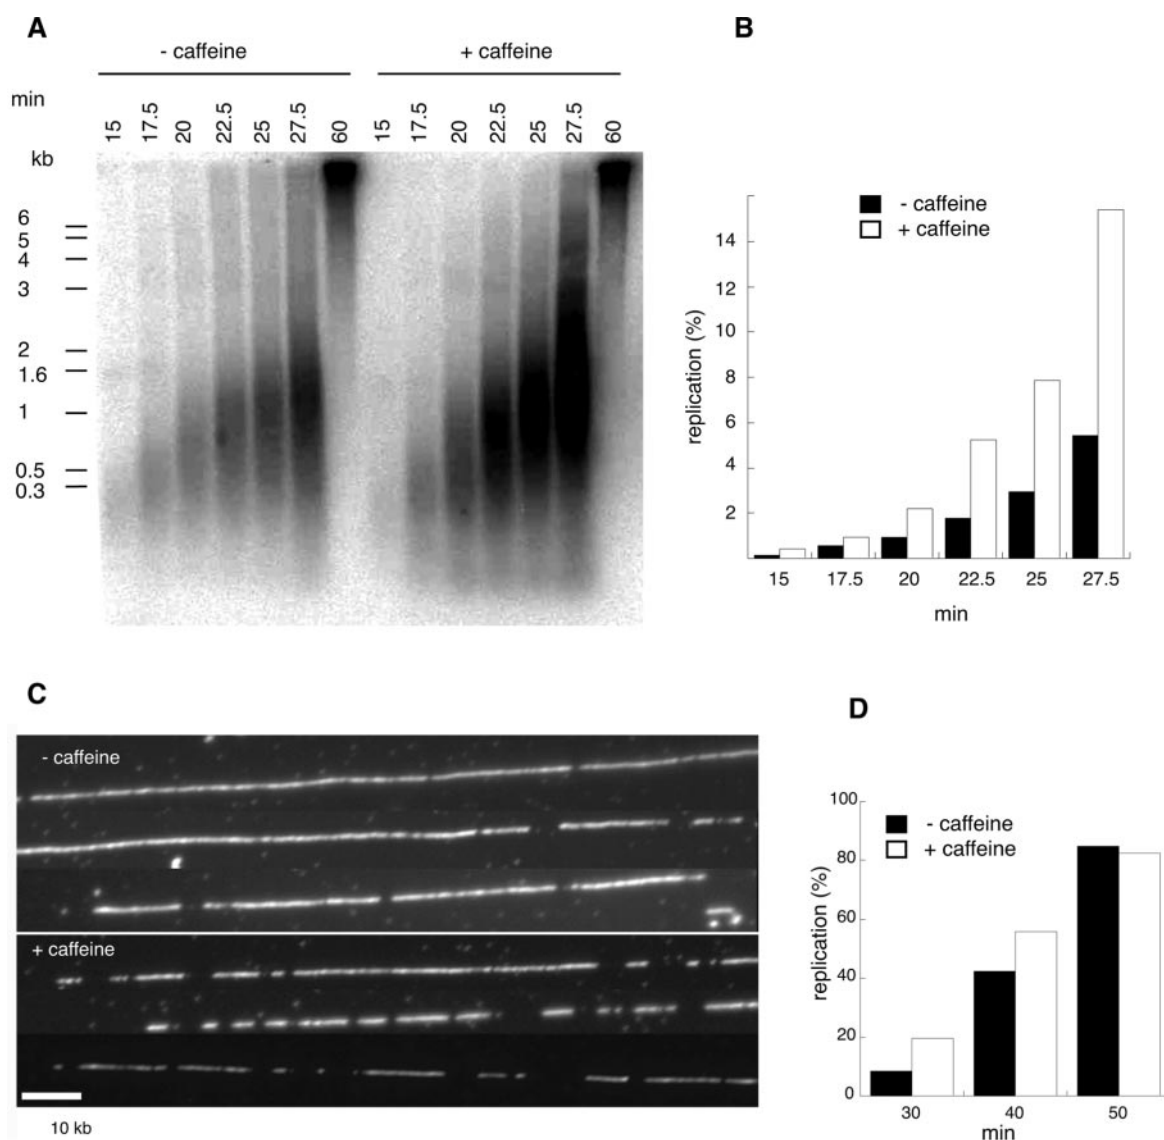 A
- caffeine
+ caffeine
min
15
17.5
20
22.5
25
27.5
60
15
17.5
20
22.5
25
27.5
60
kb
6
5
4
3
2
1.6
1
0.5
0.3
B
- caffeine
+ caffeine
replication (%)
14
12
10
8
6
4
2
15 17.5 20 22.5 25 27.5
min
C
- caffeine
+ caffeine
10 kb
D
- caffeine
+ caffeine
replication (%)
100
80
60
40
20
0
30 40 50
min